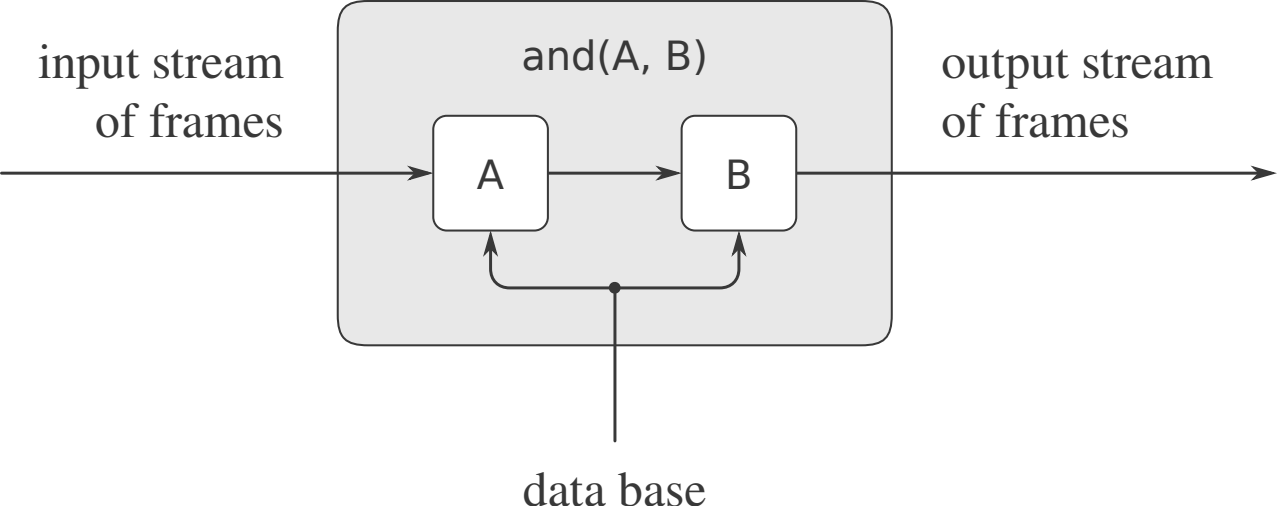 and(A, B)
input stream
of frames
output stream
of frames
A
B
data base